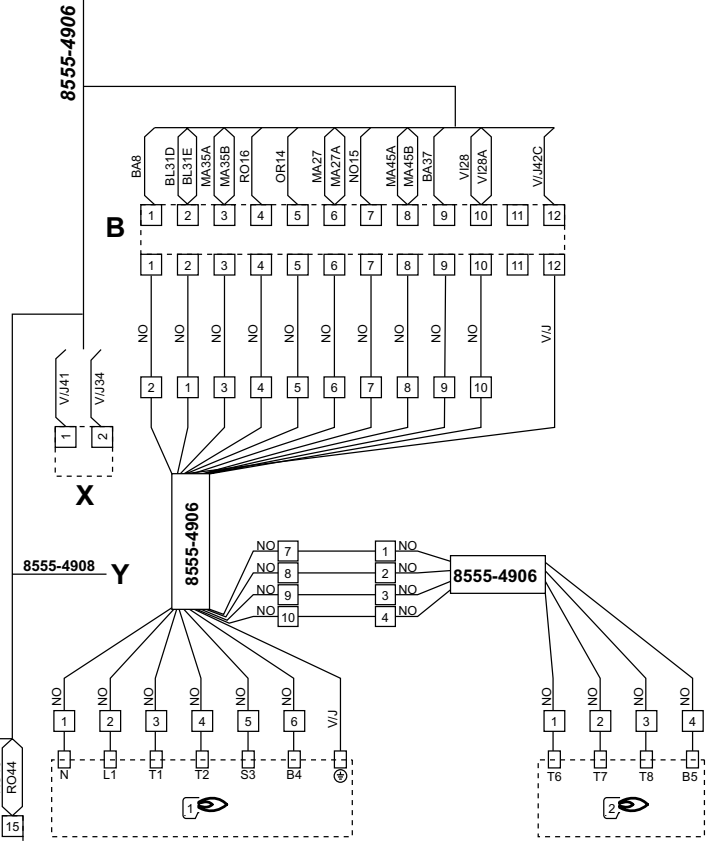 8555-4906
BA8 BL31D BL31E MA35A MA35B RO16 OR14 MA27 MA27A NO15 MA45A MA45B BA37 VI28 VI28A V/J42C
1 2 3 4 5 6 7 8 9 10 11 12
B
1 2 3 4 5 6 7 8 9 10 11 12
NO NO NO NO NO NO NO NO NO NO V/J
2 1 3 4 5 6 7 8 9 10
V/J41 V/J34
1 2
X
8555-4906
8555-4908 Y
NO 7 1 NO
NO 8 2 NO
NO 9 3 NO
NO 10 4 NO
8555-4906
NO NO NO NO NO NO V/J NO NO NO NO
1 2 3 4 5 6 1 2 3 4
N L1 T1 T2 S3 B4 T6 T7 T8 B5
RO44
1 2
15